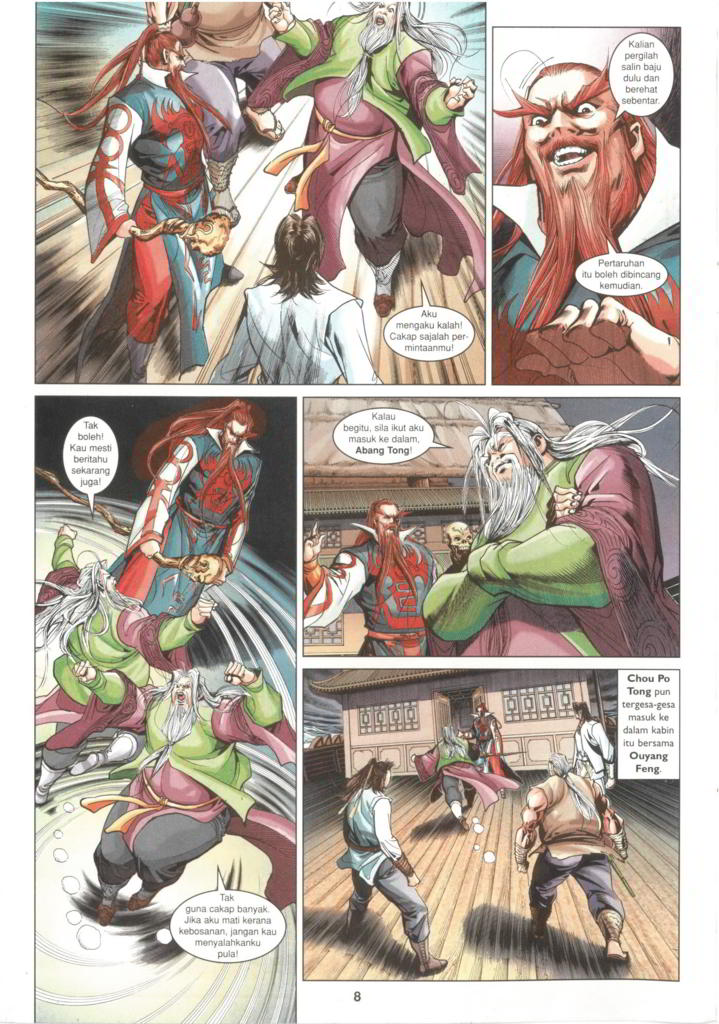 Aku
mengaku kalah!
Cakap sajalah per-
mintaanmu!
Kalian
pergilah
salin baju
dulu dan
berehat
sebentar.
Pertaruhan
itu boleh dibincang
kemudian.
Tak
boleh!
Kau mesti
beritahu
sekarang
juga!
Tak
guna cakap banyak.
Jika aku mati kerana
kebosanan, jangan kau
menyalahkanku
pula!
Kalau
begitu, sila ikut aku
masuk ke dalam,
Abang Tong!
Chou Po
Tong pun
tergesa-gesa
masuk ke
dalam kabin
itu bersama
Ouyang
Feng.
8